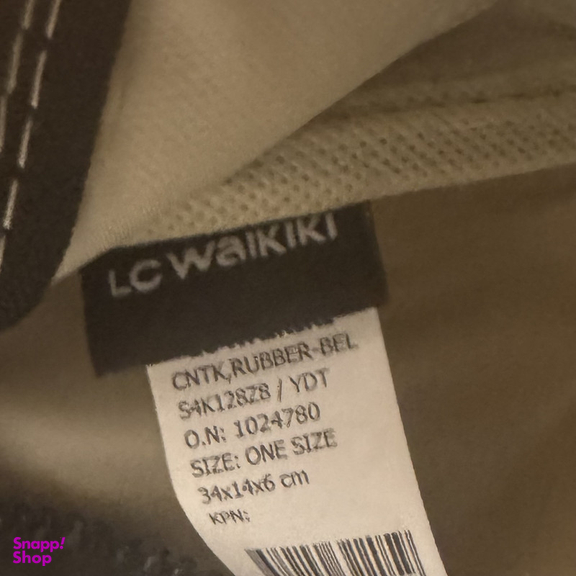 LC WAIKIKI
CNTK,RUBBER-BEL
S4K128Z8 / YDT
O.N: 1024780
SIZE: ONE SIZE
34x14x6 cm
KPN:
Snapp!
Shop